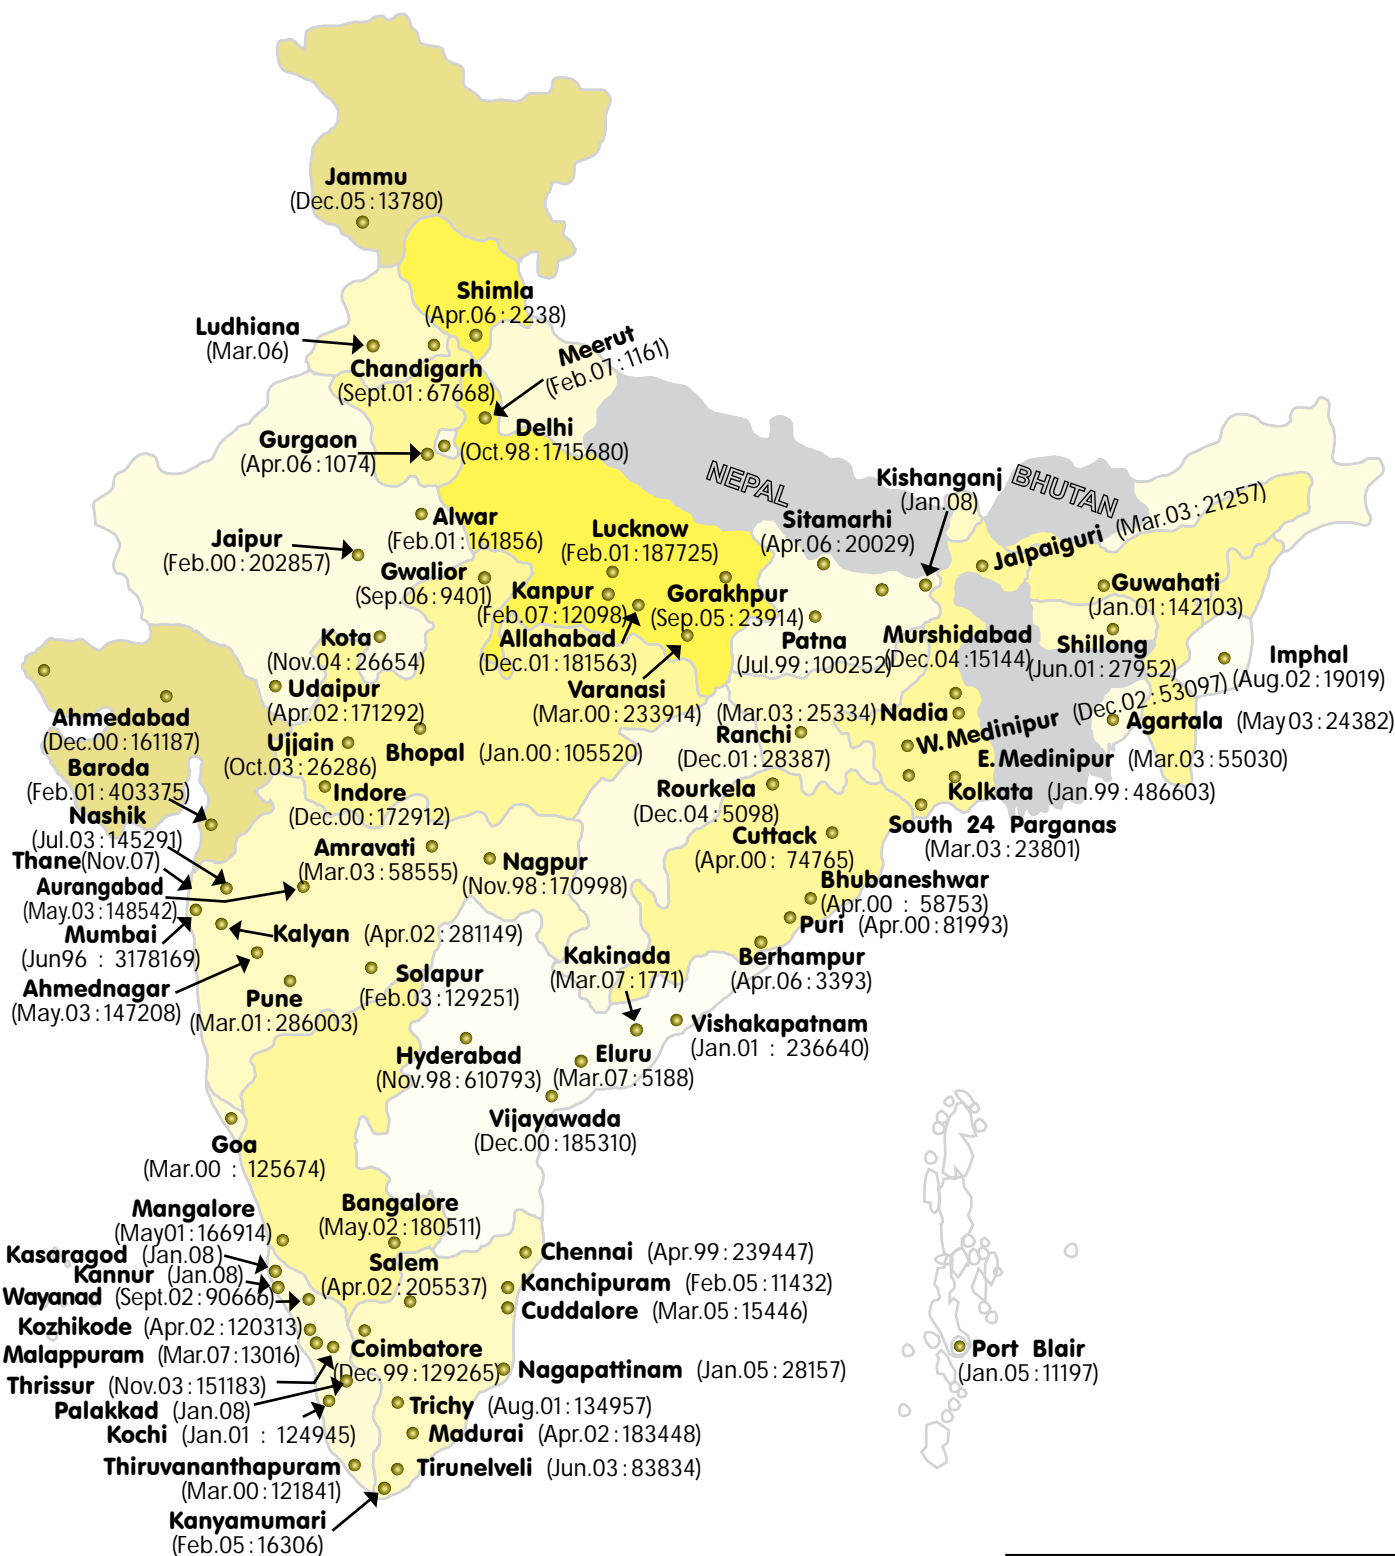 Jammu
(Dec.05:13780)
Shimla
(Apr.06:2238)
Ludhiana
(Mar.06)
Meerut
(Feb.07:1161)
Chandigarh
(Sept.01:67668)
Delhi
(Oct.98:1715680)
Gurgaon
(Apr.06:1074)
NEPAL
BHUTAN
Kishanganj
(Jan.08)
Alwar
(Feb.01:161856)
Lucknow
(Feb.01:187725)
Sitamarhi
(Apr.06:20029)
Jalpaiguri (Mar.03:21257)
Jaipur
(Feb.00:202857)
Gwalior
(Sep.06:9401)
Kanpur
(Feb.07:12098)
Gorakhpur
(Sep.05:23914)
Guwahati
(Jan.01:142103)
Allahabad
(Dec.01:181563)
Patna
(Jul.99:100252)
Murshidabad
(Dec.04:15144)
Shillong
(Jun.01:27952)
Imphal
(Aug.02:19019)
Kota
(Nov.04:26654)
Varanasi
(Mar.00:233914)
Udaipur
(Apr.02:171292)
(Mar.03:25334) Nadia
W.Medinipur (Dec.02:53097)
Agartala (May03:24382)
Ahmedabad
(Dec.00:161187)
Ujjain
(Oct.03:26286)
Bhopal (Jan.00:105520)
Ranchi
(Dec.01:28387)
E.Medinipur (Mar.03:55030)
Baroda
(Feb.01:403375)
Indore
(Dec.00:172912)
Rourkela
(Dec.04:5098)
Kolkata (Jan.99:486603)
Nashik
(Jul.03:145291)
South 24 Parganas
(Mar.03:23801)
Thane(Nov.07)
Amravati
(Mar.03:58555)
Nagpur
(Nov.98:170998)
Cuttack
(Apr.00: 74765)
Aurangabad
(May.03:148542)
Bhubaneshwar
(Apr.00 : 58753)
Puri (Apr.00:81993)
Mumbai
(Jun96 : 3178169)
Kalyan (Apr.02:281149)
Berhampur
(Apr.06:3393)
Kakinada
(Mar.07:1771)
Ahmednagar
(May.03:147208)
Pune
(Mar.01:286003)
Solapur
(Feb.03:129251)
Vishakapatnam
(Jan.01 : 236640)
Hyderabad
(Nov.98:610793)
Eluru
(Mar.07:5188)
Vijayawada
(Dec.00:185310)
Goa
(Mar.00 : 125674)
Mangalore
(May01:166914)
Bangalore
(May.02:180511)
Kasaragod (Jan.08)
Kannur (Jan.08)
Wayanad (Sept.02:90666)
Salem
(Apr.02:205537)
Chennai (Apr.99:239447)
Kanchipuram (Feb.05:11432)
Cuddalore (Mar.05:15446)
Kozhikode (Apr.02:120313)
Malappuram (Mar.07:13016)
Coimbatore
(Dec.99:129265)
Port Blair
(Jan.05:11197)
Nagapattinam (Jan.05:28157)
Thrissur (Nov.03:151183)
Palakkad (Jan.08)
Trichy (Aug.01:134957)
Kochi (Jan.01 : 124945)
Madurai (Apr.02:183448)
Thiruvananthapuram
(Mar.00:121841)
Tirunelveli (Jun.03:83834)
Kanyamumari
(Feb.05:16306)